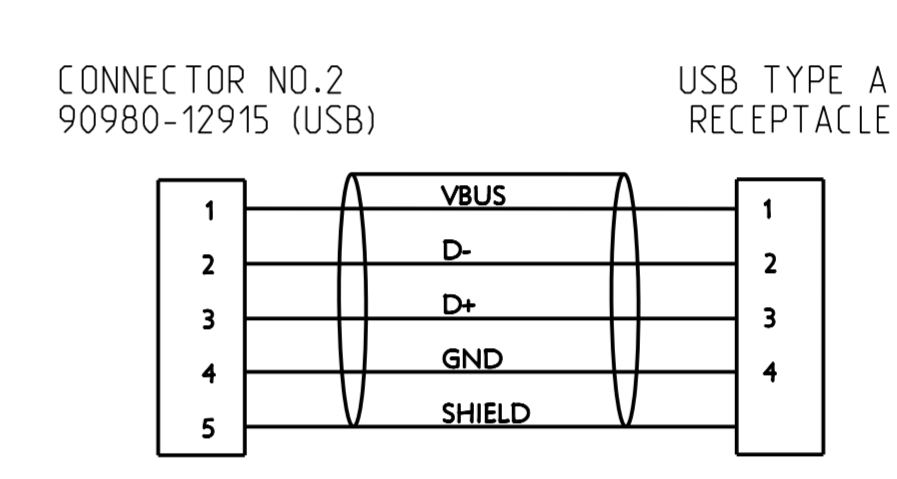 CONNECTOR NO.2
90980-12915 (USB)
USB TYPE A
RECEPTACLE
1 VBUS 1
2 D- 2
3 D+ 3
4 GND 4
5 SHIELD